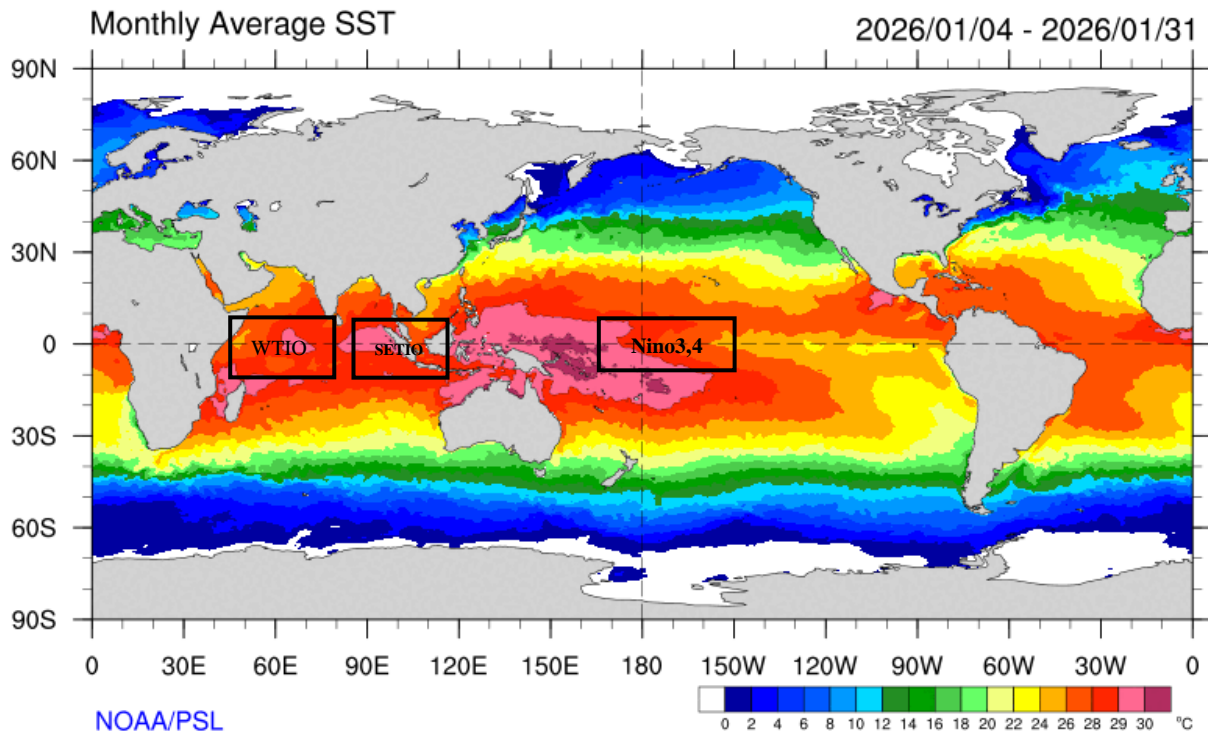 Monthly Average SST
2026/01/04 - 2026/01/31
90N
60N
30N
0
30S
60S
90S
WTIO
SETIO
Nino3,4
0 30E 60E 90E 120E 150E 180 150W 120W 90W 60W 30W 0
NOAA/PSL
0 2 4 6 8 10 12 14 16 18 20 22 24 26 28 29 30 °C